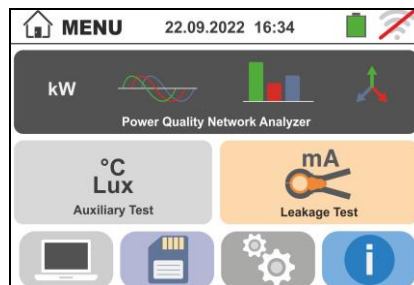 MENU 22.09.2022 16:34
kW
Power Quality Network Analyzer
°C
Lux
Auxiliary Test
mA
Leakage Test
i